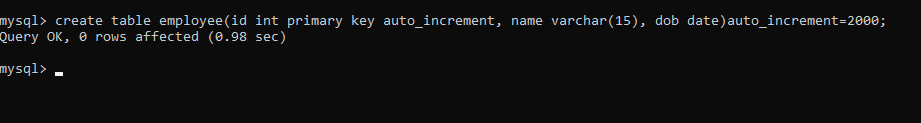 mysql> create table employee(id int primary key auto_increment, name varchar(15), dob date)auto_increment=2000;
Query OK, 0 rows affected (0.98 sec)
mysql>